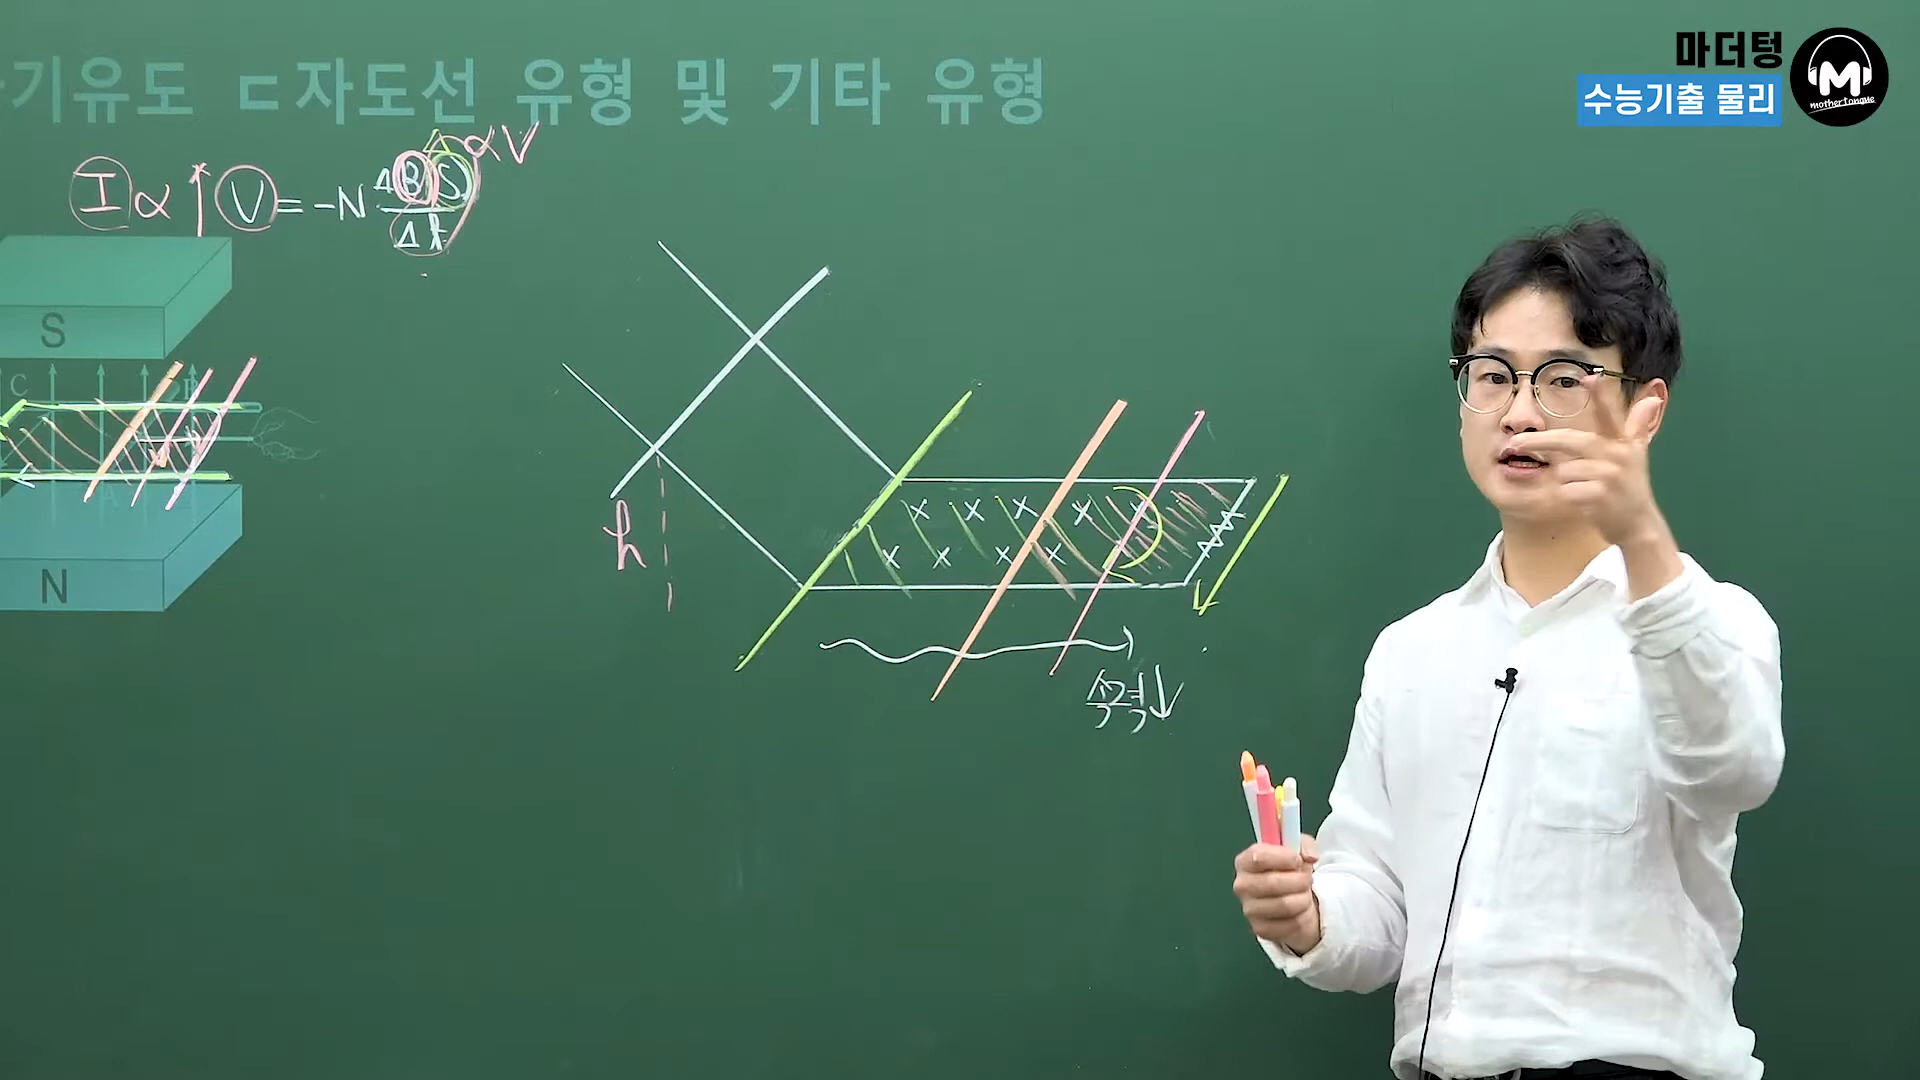 기유도 ㄷ자도선 유형 및 기타 유형
마더텅
수능기출 물리
M
mothertongue
I ∝ ↑ V = -N ΔBS/Δt ∝ V
S
C
N
h
× × × ×
× × × ×
속력↓